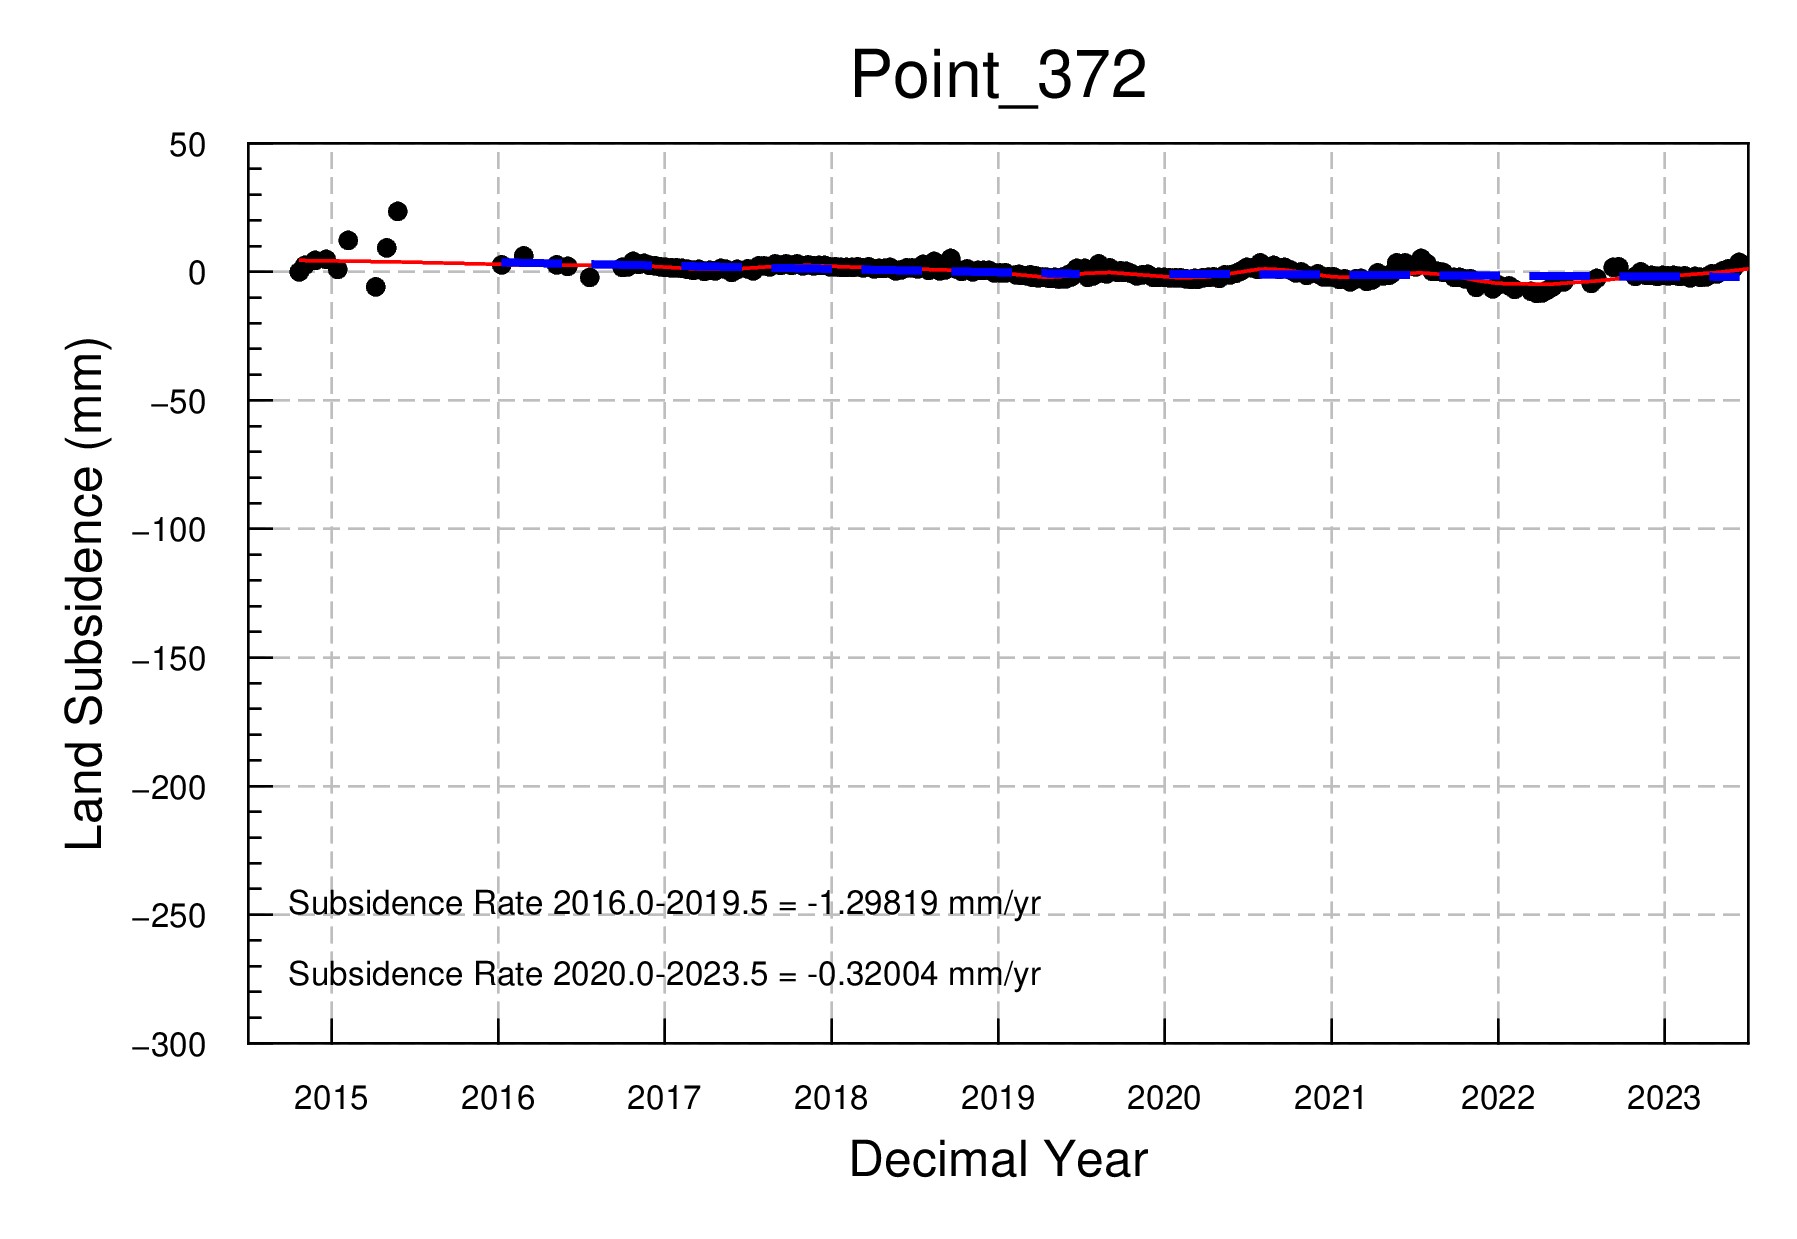 Point_372
50
0
−50
−100
−150
−200
−250
−300
Land Subsidence (mm)
Subsidence Rate 2016.0-2019.5 = -1.29819 mm/yr
Subsidence Rate 2020.0-2023.5 = -0.32004 mm/yr
2015 2016 2017 2018 2019 2020 2021 2022 2023
Decimal Year